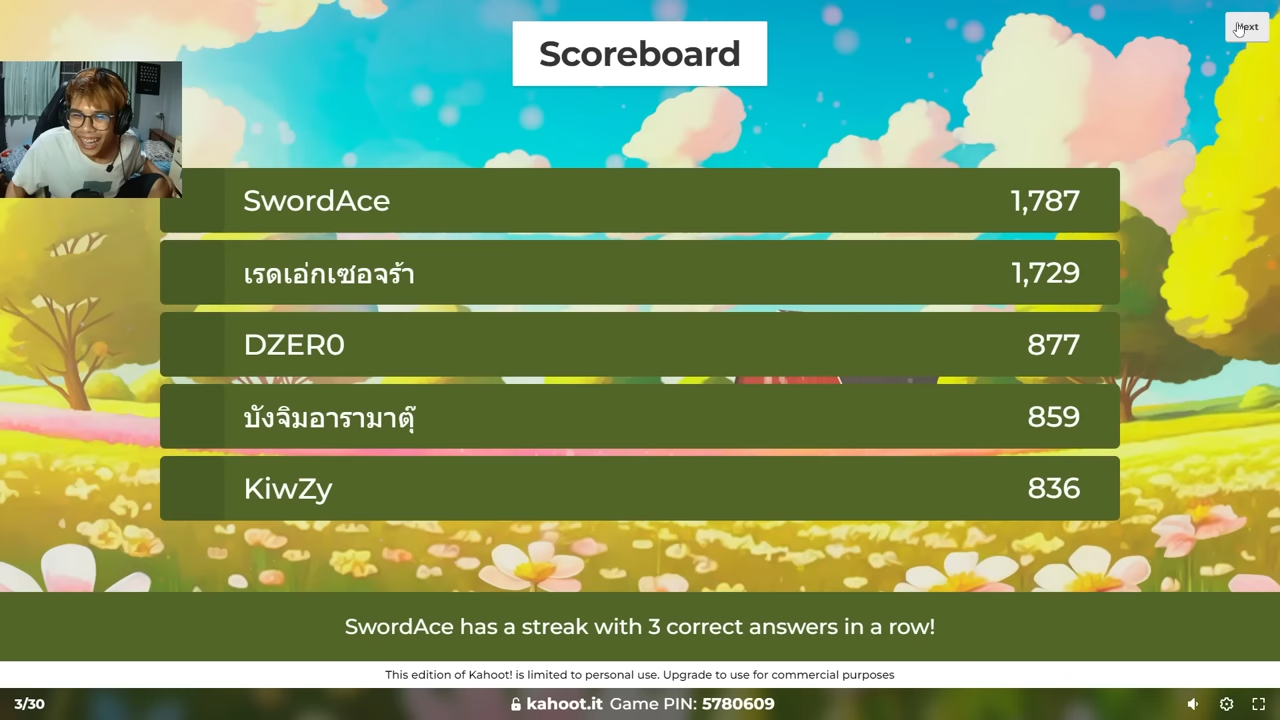 Scoreboard
Next
SwordAce 1,787
เรดเอ่กเซอจร้า 1,729
DZER0 877
บังจิมอารามาตุ๊ 859
KiwZy 836
SwordAce has a streak with 3 correct answers in a row!
This edition of Kahoot! is limited to personal use. Upgrade to use for commercial purposes
3/30 kahoot.it Game PIN: 5780609